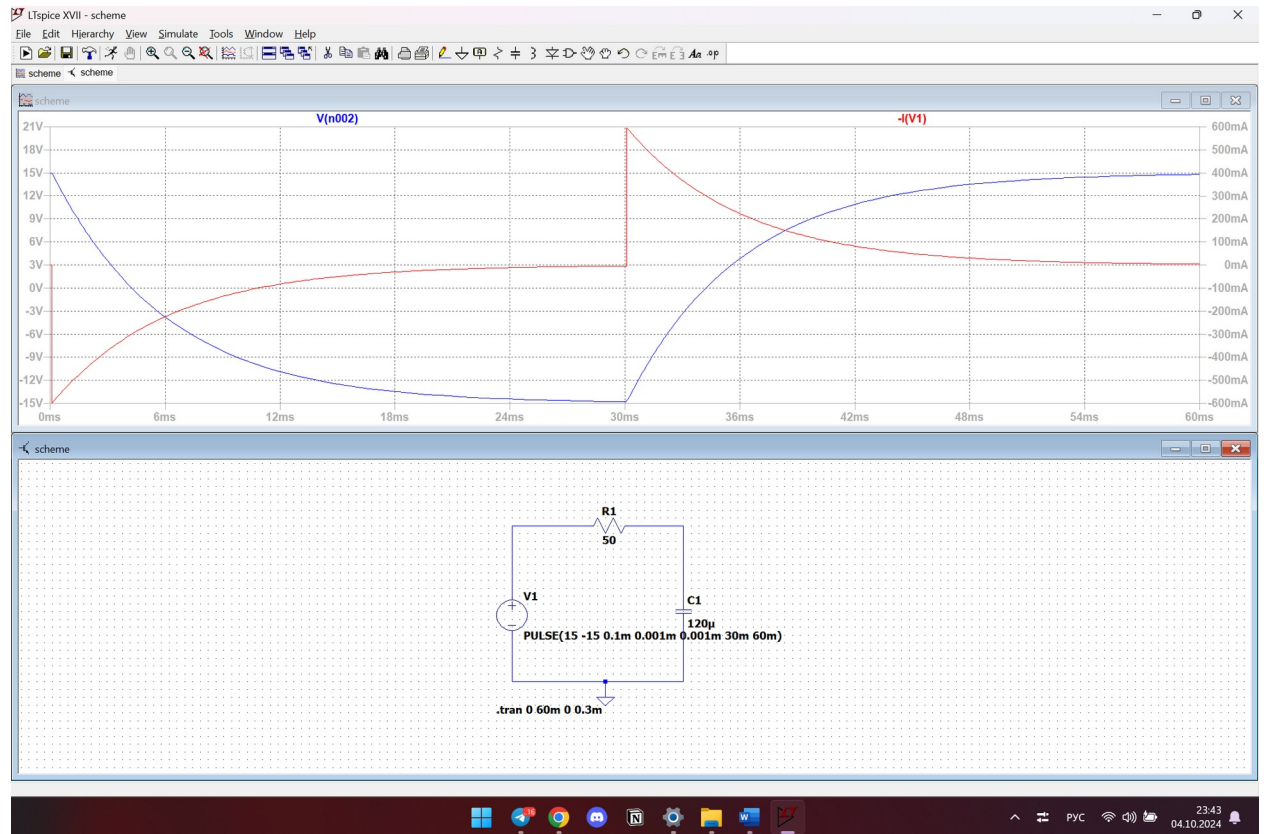 LTspice XVII - scheme
File Edit Hierarchy View Simulate Tools Window Help
Aa .op
scheme scheme
scheme
V(n002) -I(V1)
21V 600mA
18V 500mA
15V 400mA
12V 300mA
9V 200mA
6V 100mA
3V 0mA
0V -100mA
-3V -200mA
-6V -300mA
-9V -400mA
-12V -500mA
-15V -600mA
0ms 6ms 12ms 18ms 24ms 30ms 36ms 42ms 48ms 54ms 60ms
scheme
R1
50
V1
C1
120µ
PULSE(15 -15 0.1m 0.001m 0.001m 30m 60m)
.tran 0 60m 0 0.3m
РУС 23:43
04.10.2024